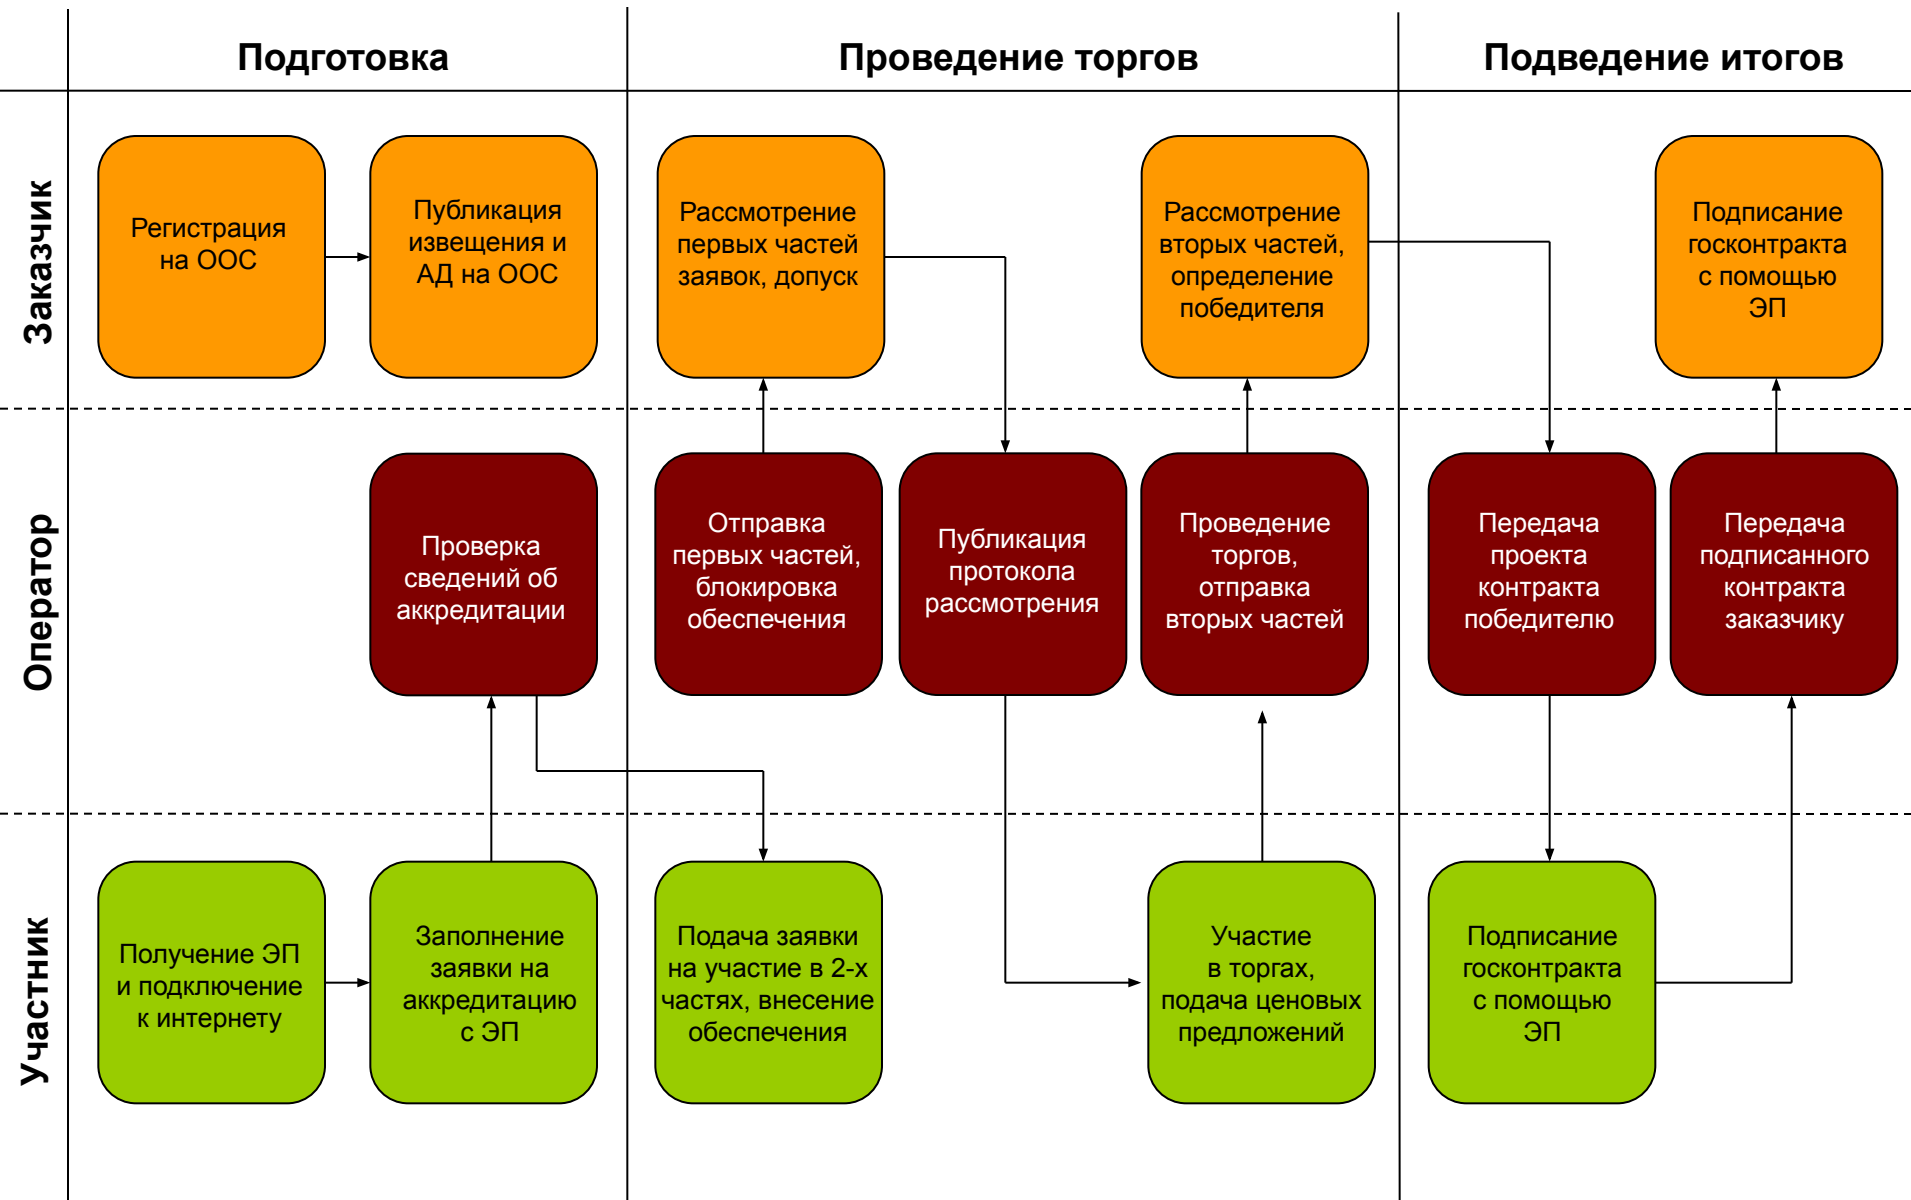 Подготовка
Проведение торгов
Подведение итогов
Заказчик
Регистрация
на ООС
Публикация
извещения и
АД на ООС
Рассмотрение
первых частей
заявок, допуск
Рассмотрение
вторых частей,
определение
победителя
Подписание
госконтракта
с помощью
ЭП
Оператор
Проверка
сведений об
аккредитации
Отправка
первых частей,
блокировка
обеспечения
Публикация
протокола
рассмотрения
Проведение
торгов,
отправка
вторых частей
Передача
проекта
контракта
победителю
Передача
подписанного
контракта
заказчику
Участник
Получение ЭП
и подключение
к интернету
Заполнение
заявки на
аккредитацию
с ЭП
Подача заявки
на участие в 2-х
частях, внесение
обеспечения
Участие
в торгах,
подача ценовых
предложений
Подписание
госконтракта
с помощью
ЭП